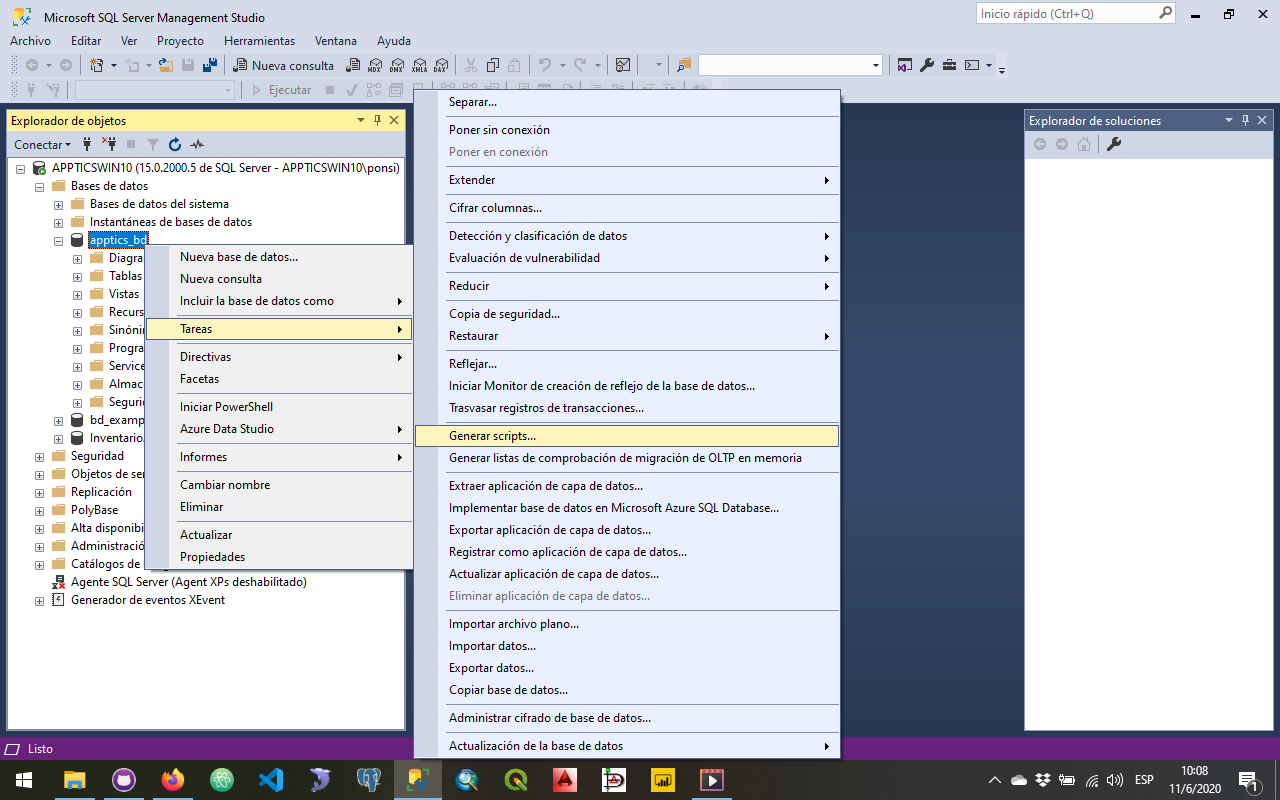 Microsoft SQL Server Management Studio
Inicio rápido (Ctrl+Q)
Archivo Editar Ver Proyecto Herramientas Ventana Ayuda
Nueva consulta
MDX DMX XMLA DAX
Ejecutar
Explorador de objetos
Conectar
APPTICSWIN10 (15.0.2000.5 de SQL Server - APPTICSWIN10\ponsi)
Bases de datos
Bases de datos del sistema
Instantáneas de bases de datos
apptics_bd
Diagra
Tablas
Vistas
Recurs
Sinónir
Progra
Service
Almac
Seguri
bd_examp
Inventario
Seguridad
Objetos de ser
Replicación
PolyBase
Alta disponibi
Administració
Catálogos de
Agente SQL Server (Agent XPs deshabilitado)
Generador de eventos XEvent
Nueva base de datos...
Nueva consulta
Incluir la base de datos como
Tareas
Directivas
Facetas
Iniciar PowerShell
Azure Data Studio
Informes
Cambiar nombre
Eliminar
Actualizar
Propiedades
Separar...
Poner sin conexión
Poner en conexión
Extender
Cifrar columnas...
Detección y clasificación de datos
Evaluación de vulnerabilidad
Reducir
Copia de seguridad...
Restaurar
Reflejar...
Iniciar Monitor de creación de reflejo de la base de datos...
Trasvasar registros de transacciones...
Generar scripts...
Generar listas de comprobación de migración de OLTP en memoria
Extraer aplicación de capa de datos...
Implementar base de datos en Microsoft Azure SQL Database...
Exportar aplicación de capa de datos...
Registrar como aplicación de capa de datos...
Actualizar aplicación de capa de datos...
Eliminar aplicación de capa de datos...
Importar archivo plano...
Importar datos...
Exportar datos...
Copiar base de datos...
Administrar cifrado de base de datos...
Actualización de la base de datos
Explorador de soluciones
Listo
ESP
10:08
11/6/2020
1